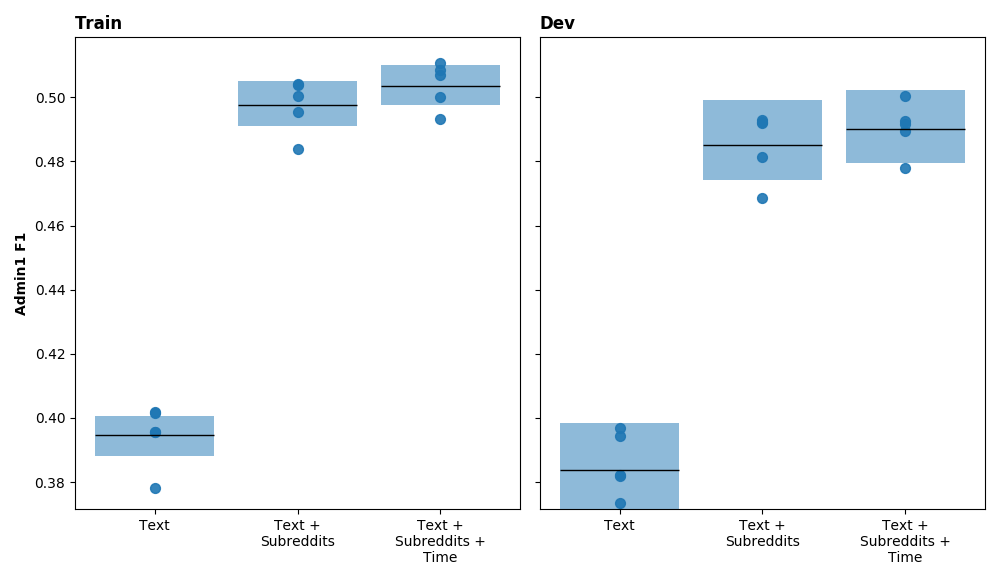 Train
Dev
Admin1 F1
0.50
0.48
0.46
0.44
0.42
0.40
0.38
Text
Text +
Subreddits
Text +
Subreddits +
Time
Text
Text +
Subreddits
Text +
Subreddits +
Time